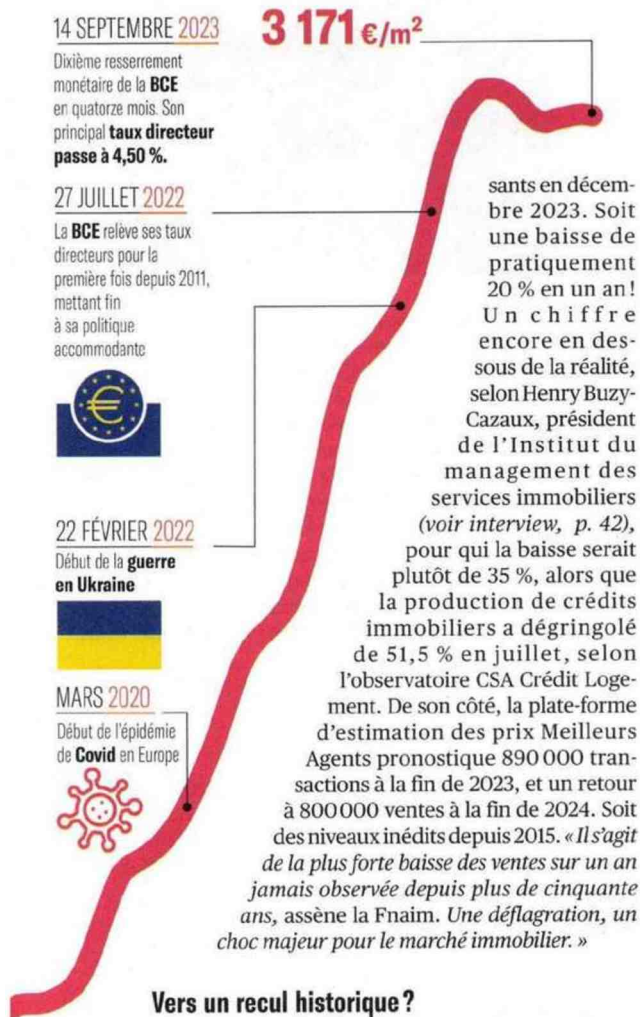 14 SEPTEMBRE 2023
3 171 €/m²
Dixième resserrement
monétaire de la BCE
en quatorze mois. Son
principal taux directeur
passe à 4,50 %.
27 JUILLET 2022
La BCE relève ses taux
directeurs pour la
première fois depuis 2011,
mettant fin
à sa politique
accommodante
€
22 FÉVRIER 2022
Début de la guerre
en Ukraine
MARS 2020
Début de l'épidémie
de Covid en Europe
sants en décem-
bre 2023. Soit
une baisse de
pratiquement
20 % en un an!
Un chiffre
encore en des-
sous de la réalité,
selon Henry Buzy-
Cazaux, président
de l'Institut du
management des
services immobiliers
(voir interview, p. 42),
pour qui la baisse serait
plutôt de 35 %, alors que
la production de crédits
immobiliers a dégringolé
de 51,5 % en juillet, selon
l'observatoire CSA Crédit Loge-
ment. De son côté, la plate-forme
d'estimation des prix Meilleurs
Agents pronostique 890 000 tran-
sactions à la fin de 2023, et un retour
à 800 000 ventes à la fin de 2024. Soit
des niveaux inédits depuis 2015. «Il s'agit
de la plus forte baisse des ventes sur un an
jamais observée depuis plus de cinquante
ans, assène la Fnaim. Une déflagration, un
choc majeur pour le marché immobilier. »
Vers un recul historique ?